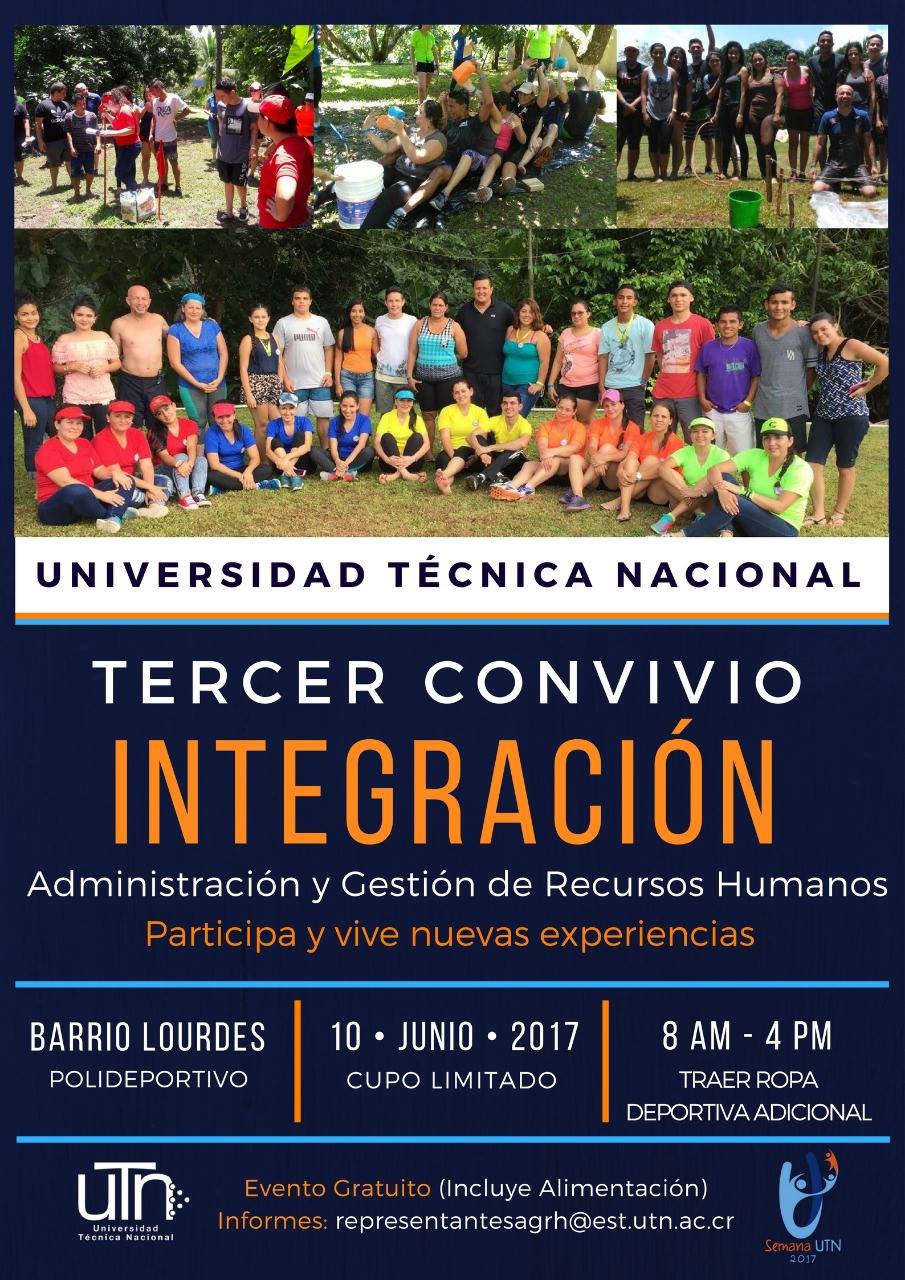 PUMA
UNIVERSIDAD TÉCNICA NACIONAL
TERCER CONVIVIO
INTEGRACIÓN
Administración y Gestión de Recursos Humanos
Participa y vive nuevas experiencias
BARRIO LOURDES
POLIDEPORTIVO
10 • JUNIO • 2017
CUPO LIMITADO
8 AM - 4 PM
TRAER ROPA
DEPORTIVA ADICIONAL
uTn
Universidad
Técnica Nacional
Evento Gratuito (Incluye Alimentación)
Informes: representantesagrh@est.utn.ac.cr
Semana UTN
2017